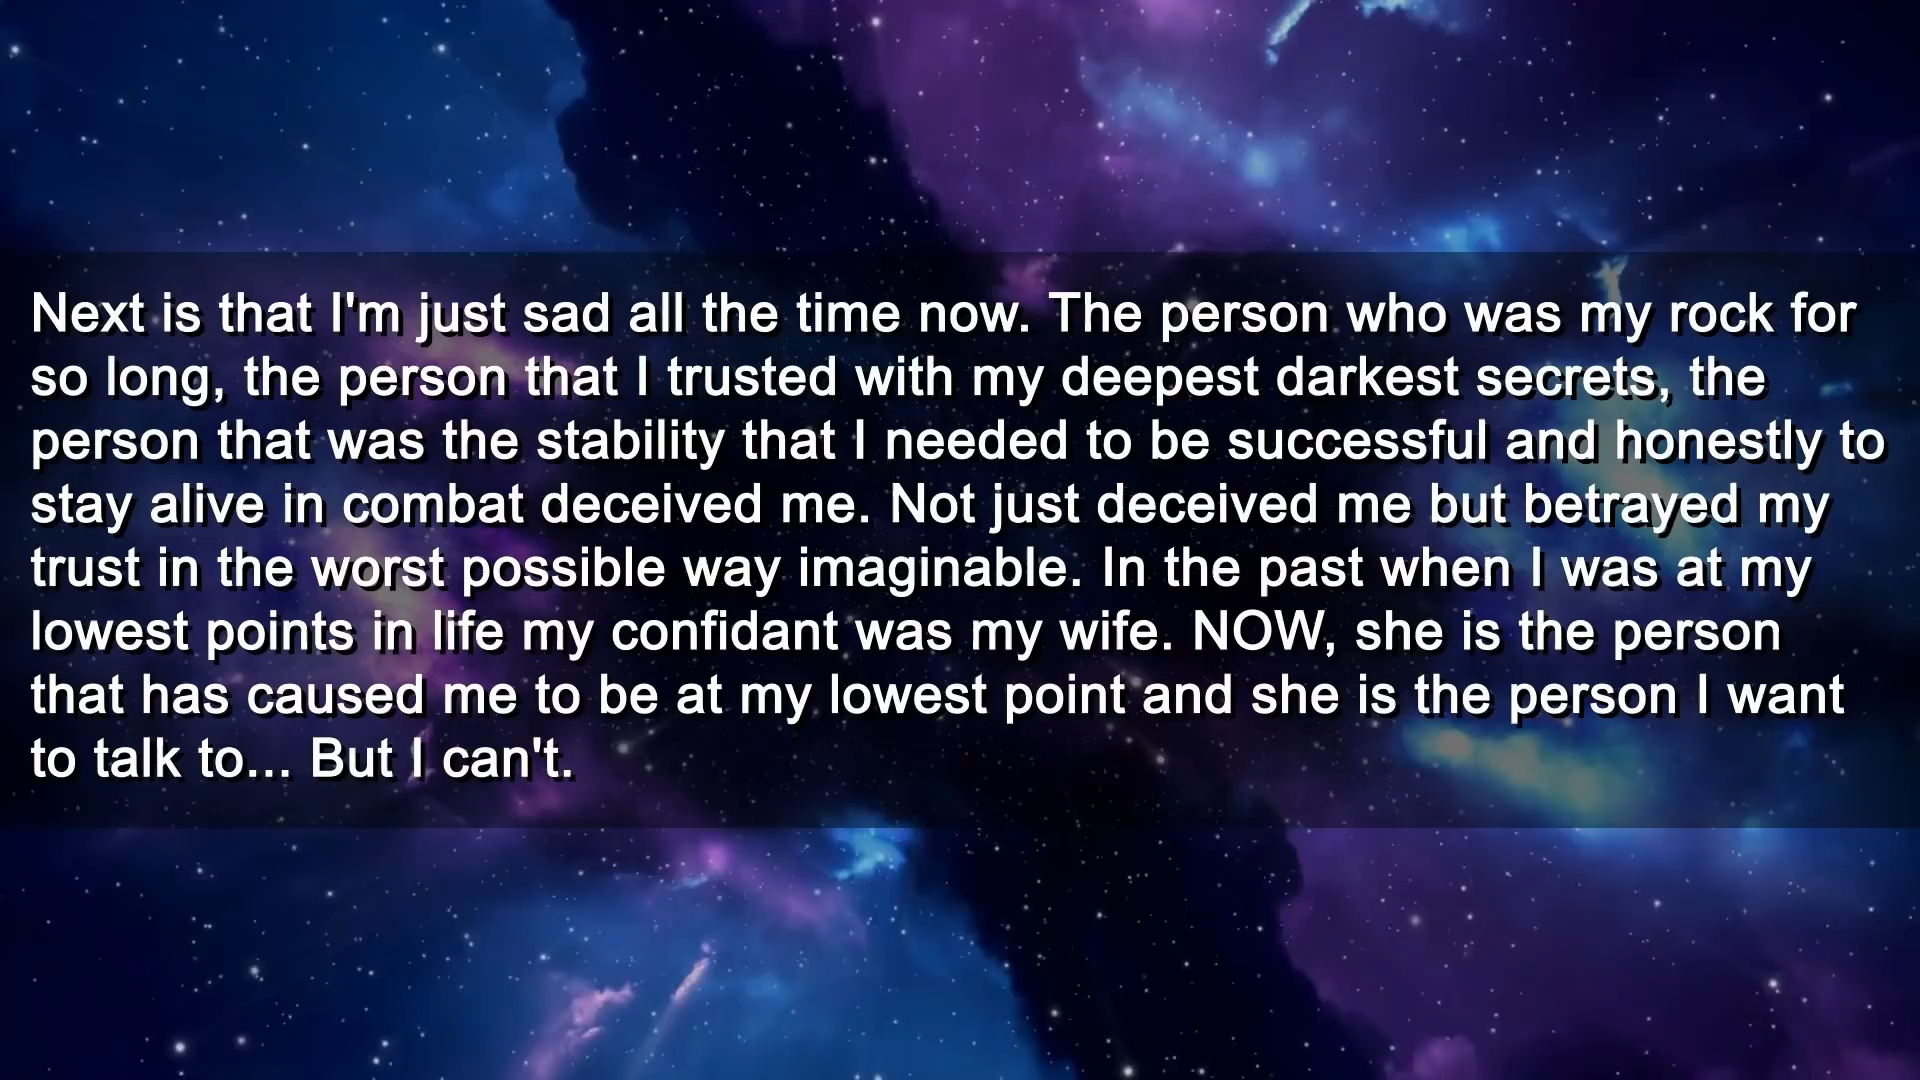 Next is that I'm just sad all the time now. The person who was my rock for
so long, the person that I trusted with my deepest darkest secrets, the
person that was the stability that I needed to be successful and honestly to
stay alive in combat deceived me. Not just deceived me but betrayed my
trust in the worst possible way imaginable. In the past when I was at my
lowest points in life my confidant was my wife. NOW, she is the person
that has caused me to be at my lowest point and she is the person I want
to talk to... But I can't.